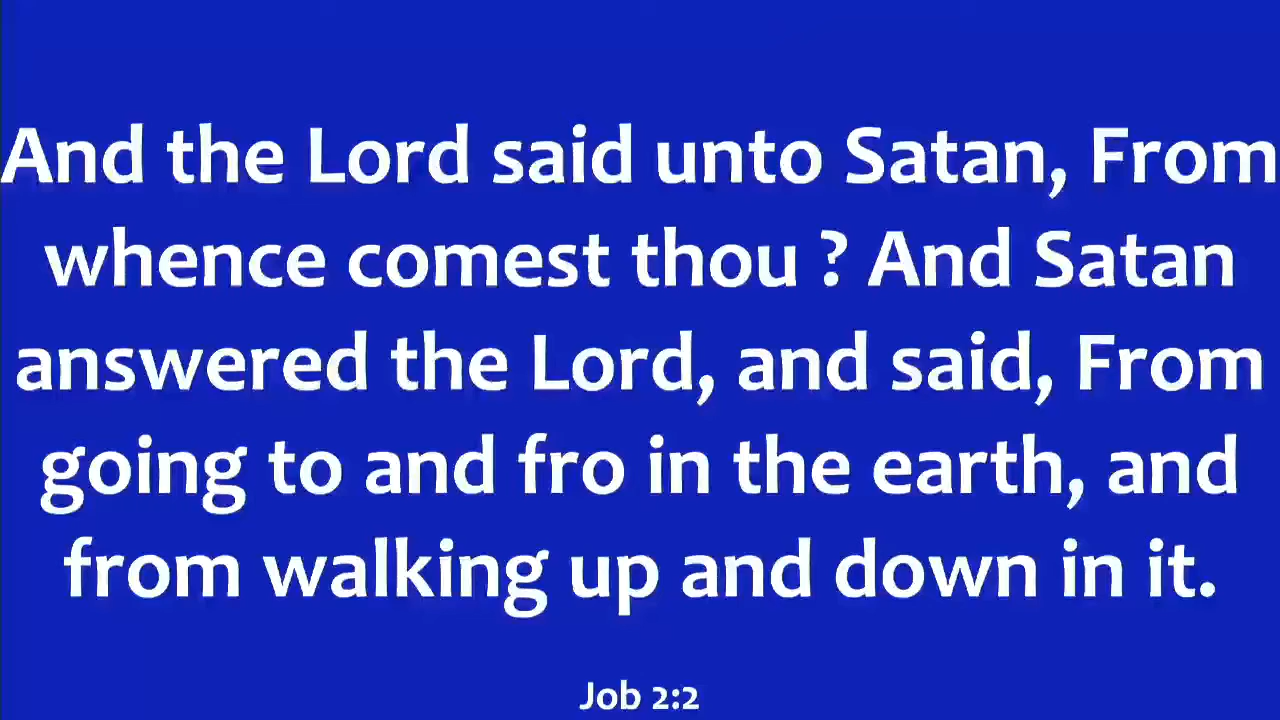 And the Lord said unto Satan, From
whence comest thou ? And Satan
answered the Lord, and said, From
going to and fro in the earth, and
from walking up and down in it.
Job 2:2